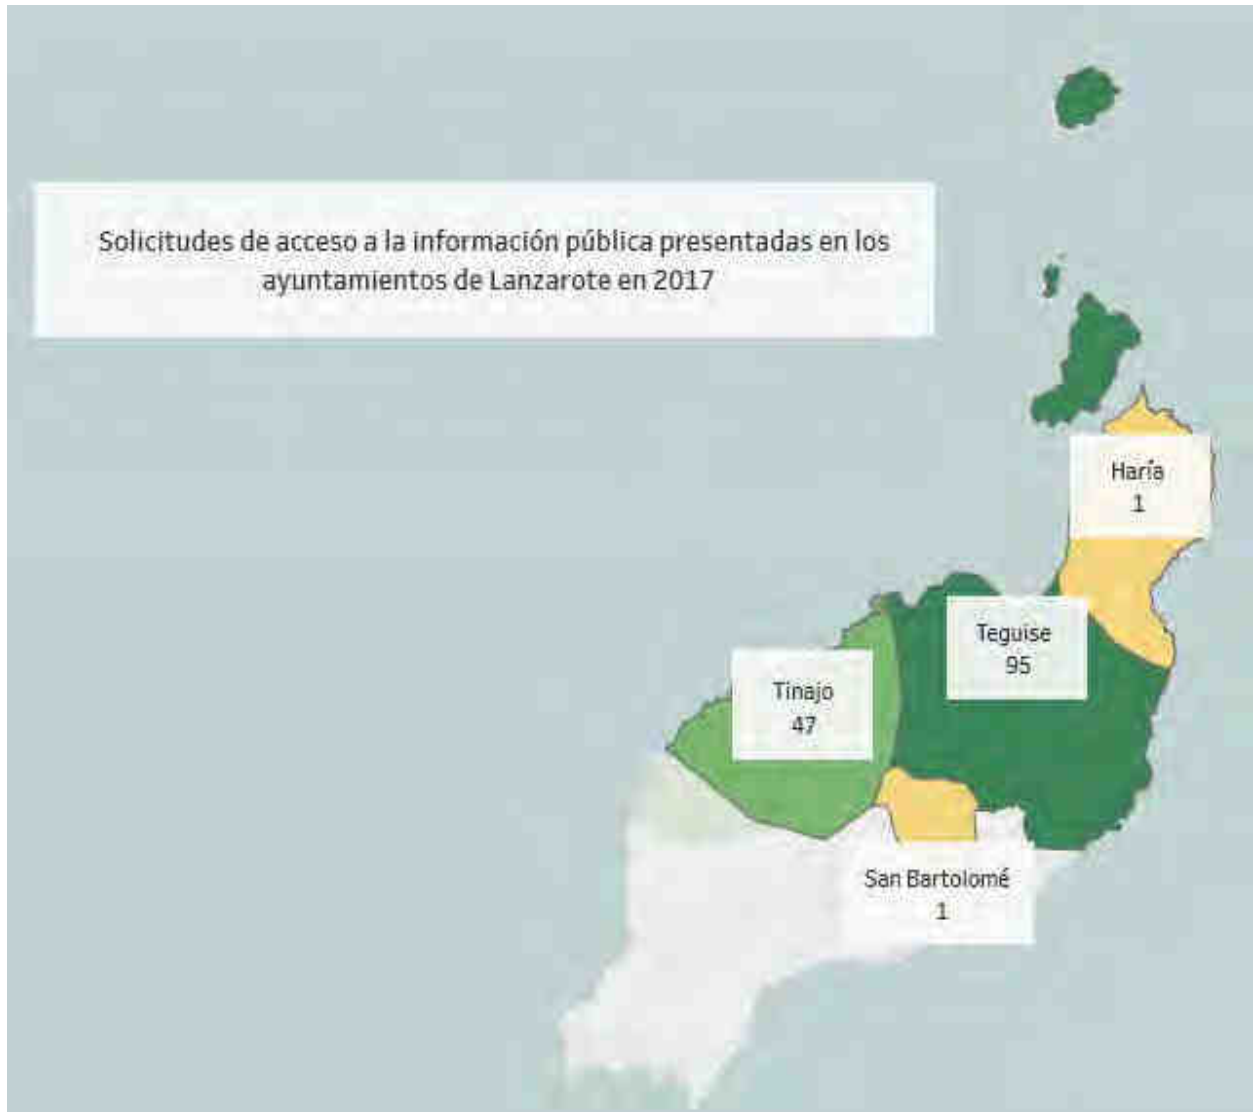 Solicitudes de acceso a la información pública presentadas en los
ayuntamientos de Lanzarote en 2017
Haría
1
Teguise
95
Tinajo
47
San Bartolomé
1